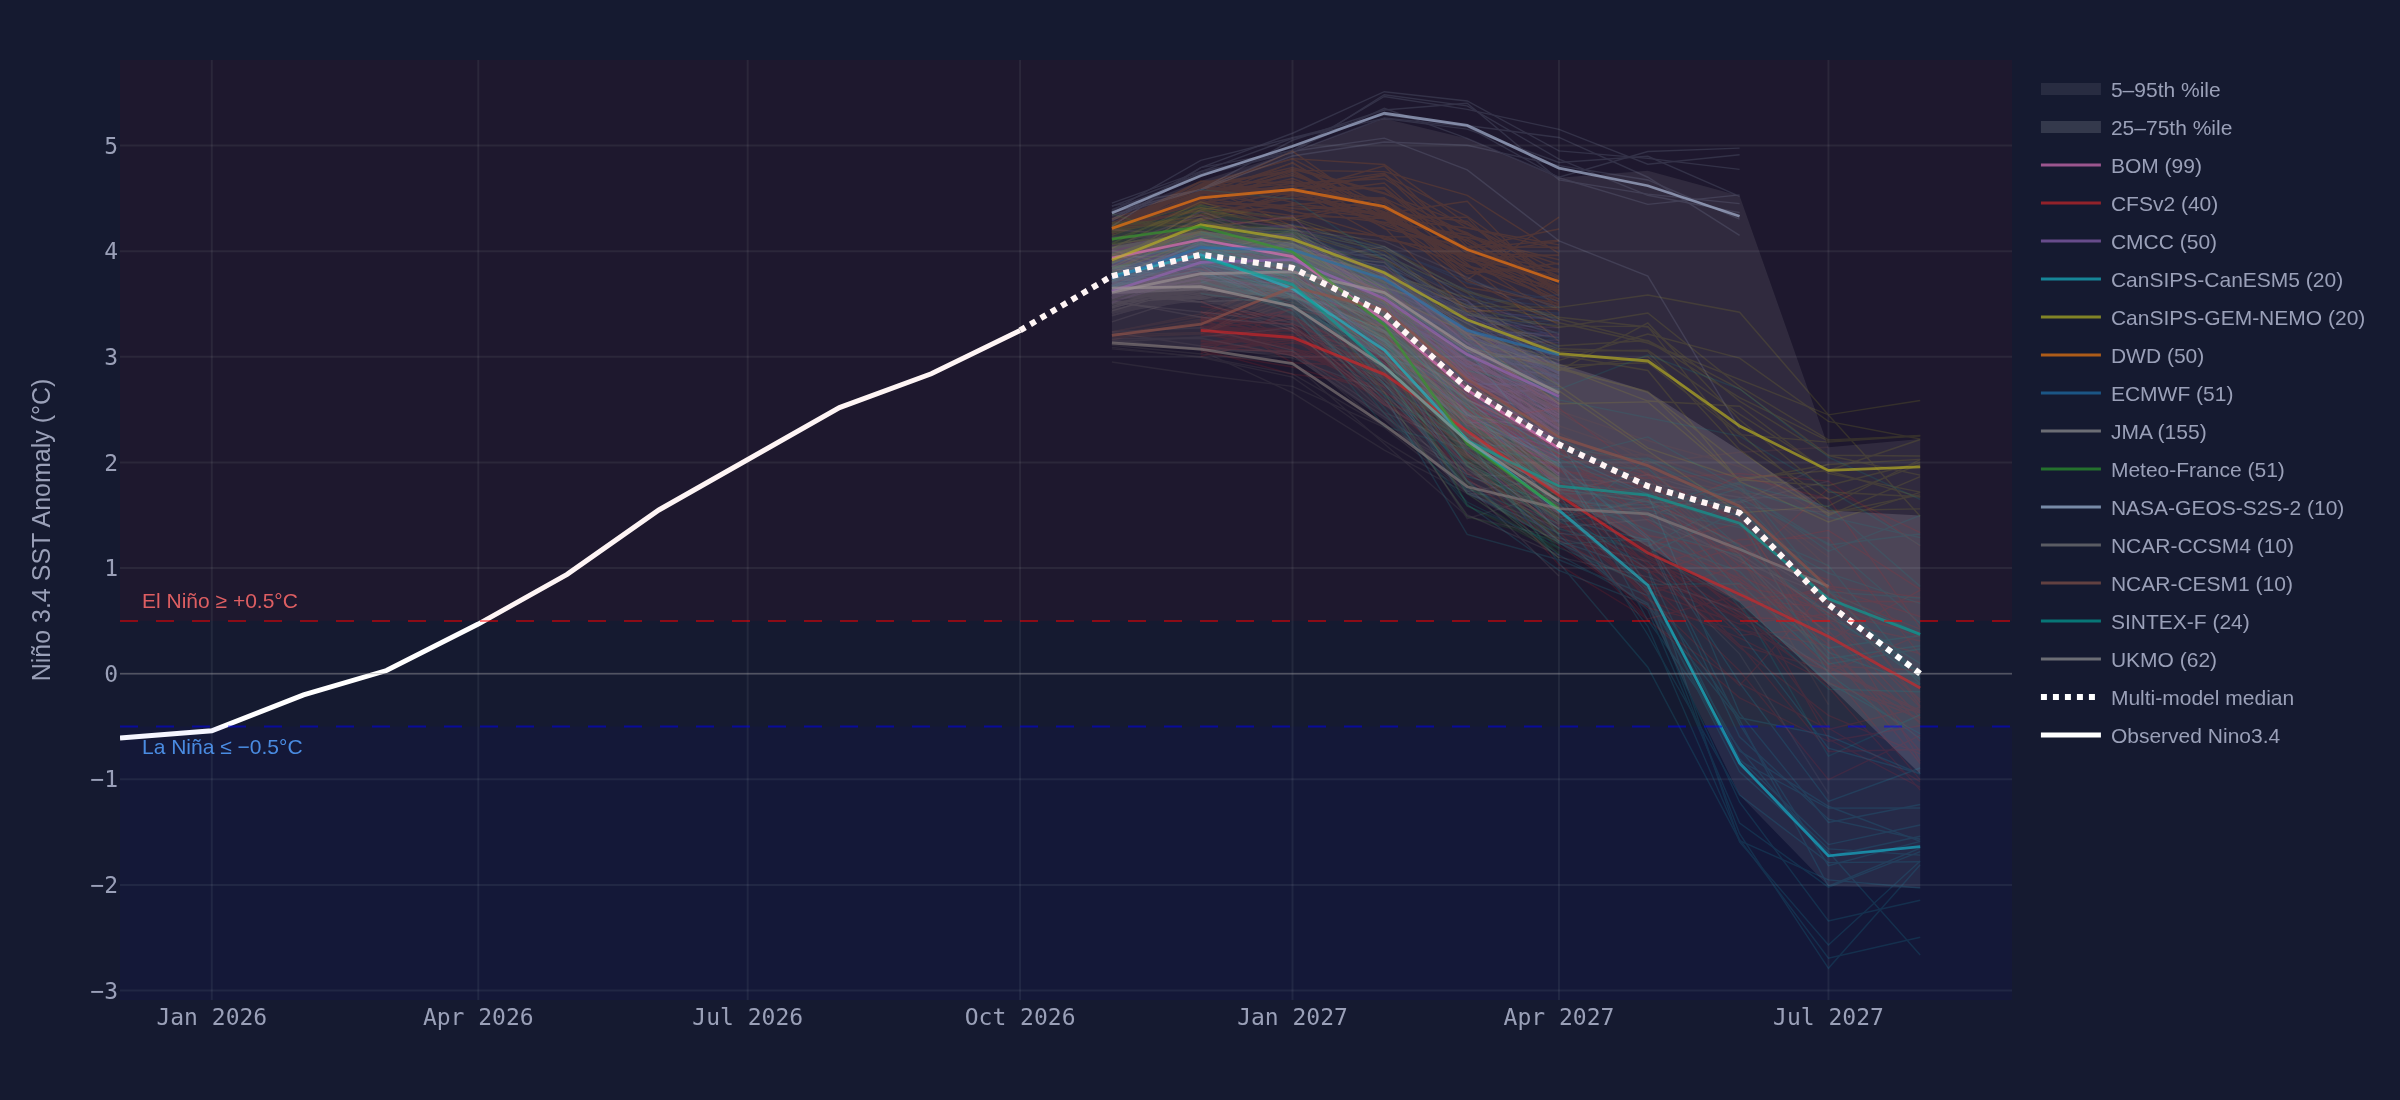 Niño 3.4 SST Anomaly (°C)
5
4
3
2
1
0
−1
−2
−3
El Niño ≥ +0.5°C
La Niña ≤ −0.5°C
Jan 2026
Apr 2026
Jul 2026
Oct 2026
Jan 2027
Apr 2027
Jul 2027
5–95th %ile
25–75th %ile
BOM (99)
CFSv2 (40)
CMCC (50)
CanSIPS-CanESM5 (20)
CanSIPS-GEM-NEMO (20)
DWD (50)
ECMWF (51)
JMA (155)
Meteo-France (51)
NASA-GEOS-S2S-2 (10)
NCAR-CCSM4 (10)
NCAR-CESM1 (10)
SINTEX-F (24)
UKMO (62)
Multi-model median
Observed Nino3.4